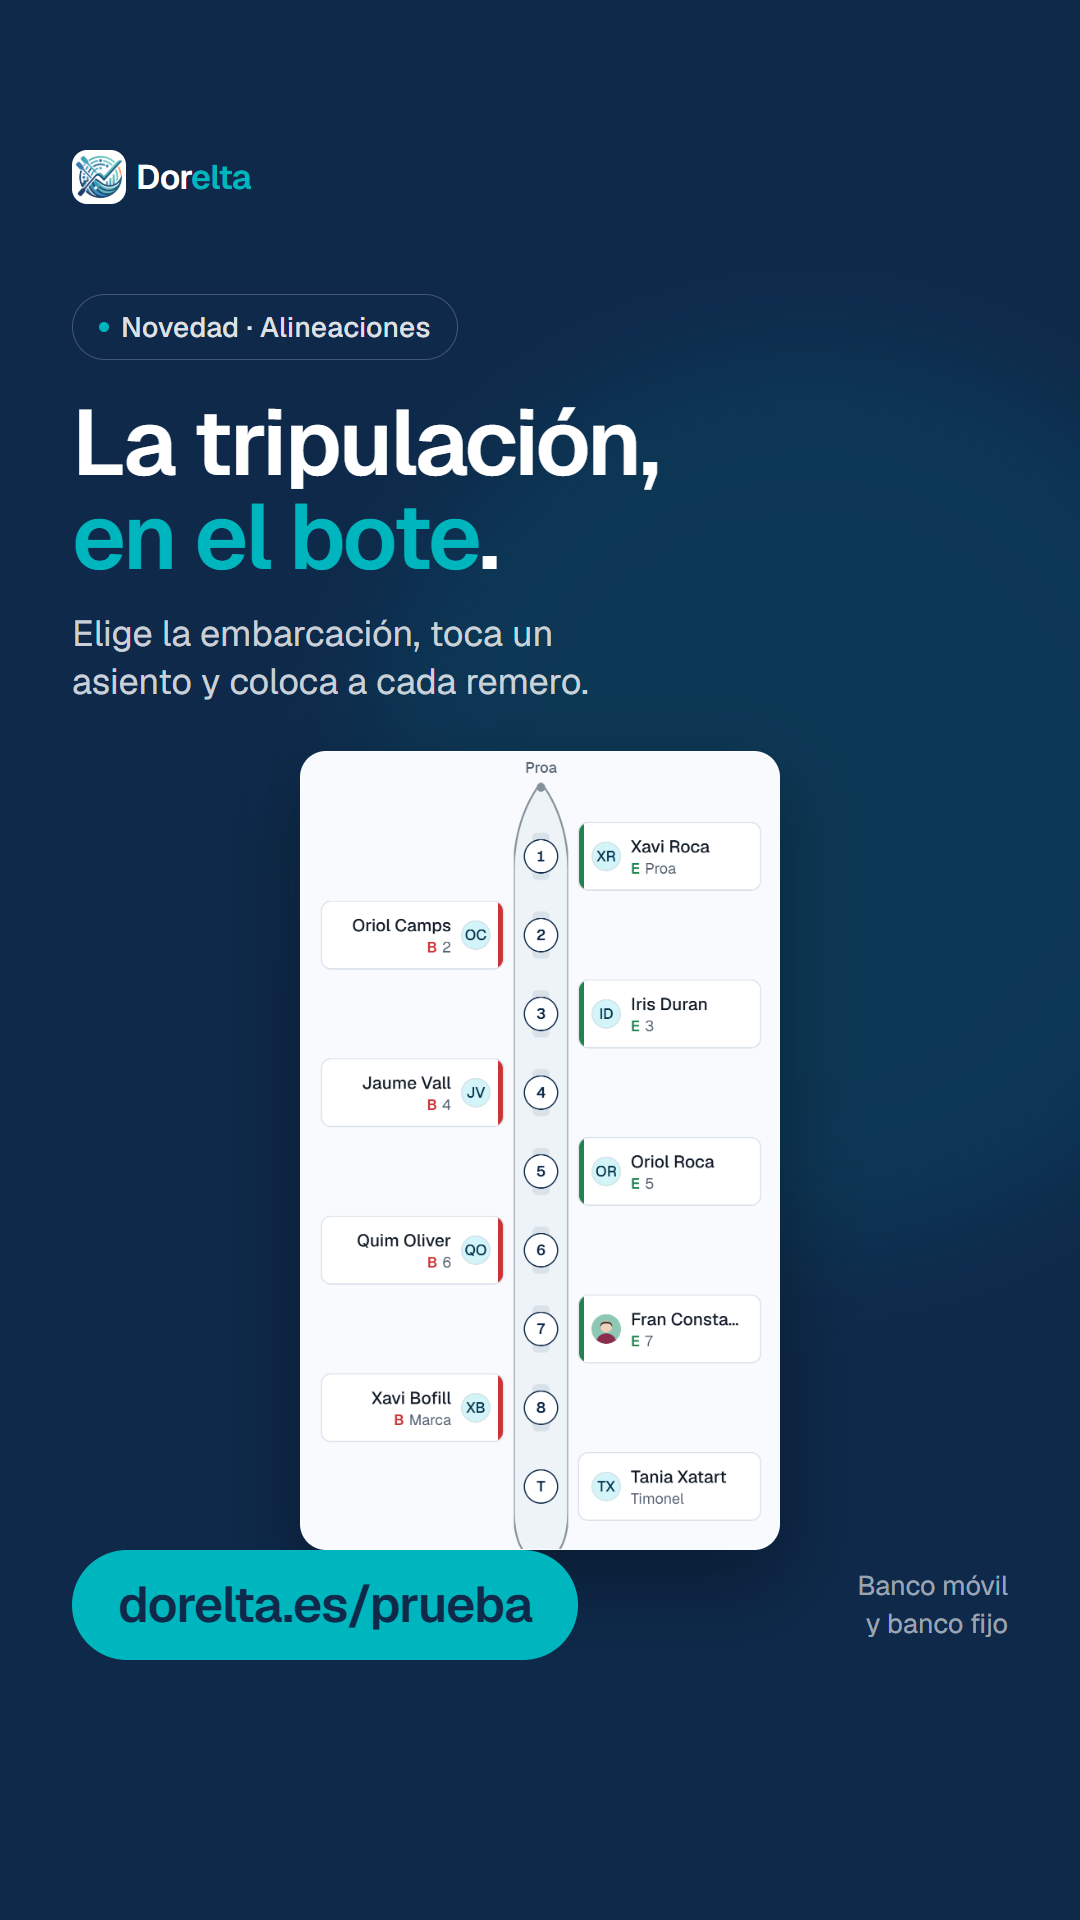 Dorelta
Novedad · Alineaciones
La tripulación,
en el bote.
Elige la embarcación, toca un
asiento y coloca a cada remero.
Proa
1
XR
Xavi Roca
E Proa
Oriol Camps
B 2
OC
2
3
ID
Iris Duran
E 3
Jaume Vall
B 4
JV
4
5
OR
Oriol Roca
E 5
Quim Oliver
B 6
QO
6
7
Fran Consta...
E 7
Xavi Bofill
B Marca
XB
8
T
TX
Tania Xatart
Timonel
dorelta.es/prueba
Banco móvil
y banco fijo